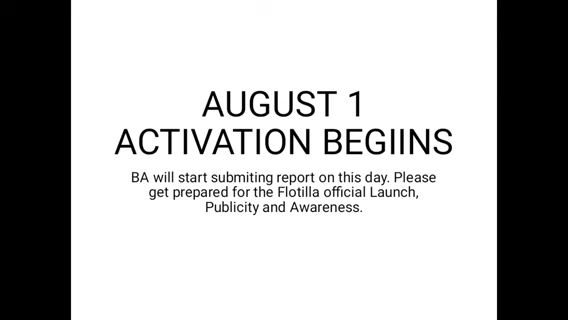 AUGUST 1
ACTIVATION BEGIINS
BA will start submiting report on this day. Please
get prepared for the Flotilla official Launch,
Publicity and Awareness.